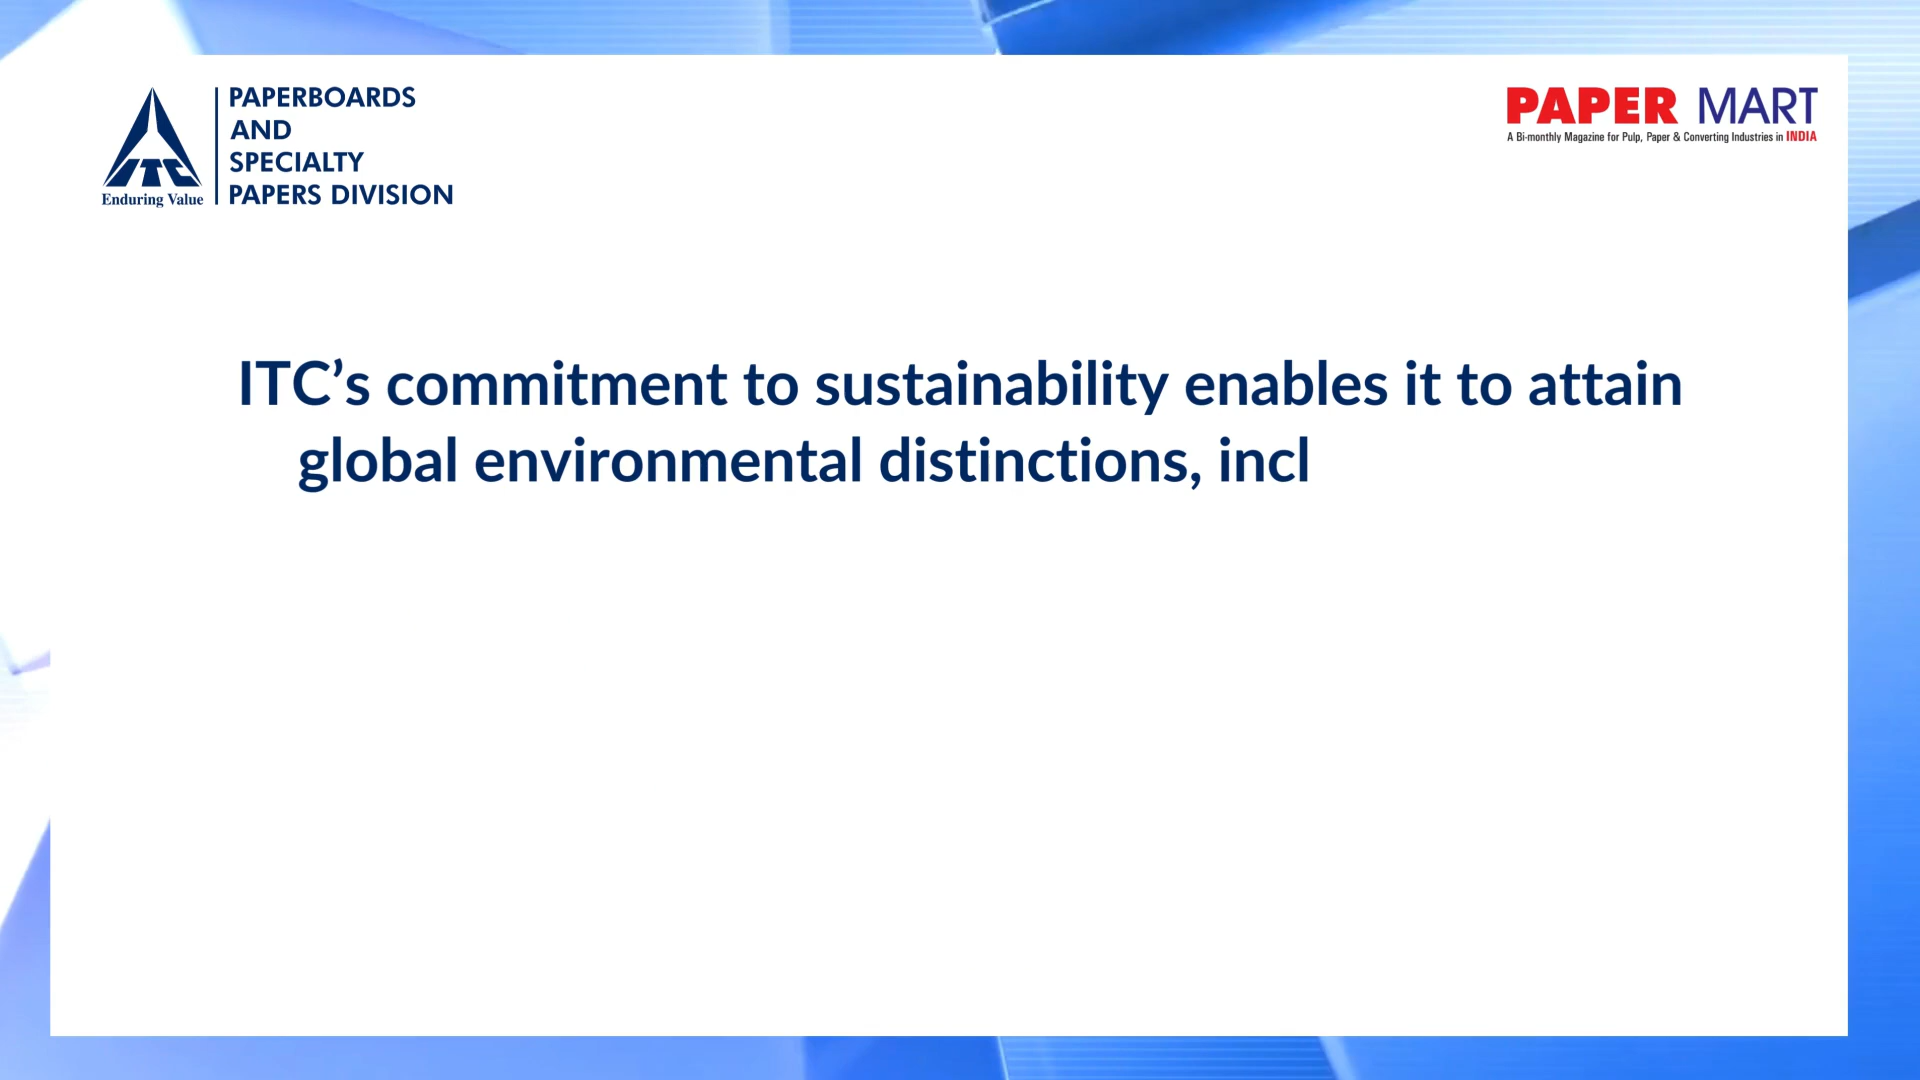 PAPERBOARDS
AND
SPECIALTY
PAPERS DIVISION
ITC
Enduring Value
PAPER MART
A Bi-monthly Magazine for Pulp, Paper & Converting Industries in INDIA
ITC’s commitment to sustainability enables it to attain
global environmental distinctions, incl